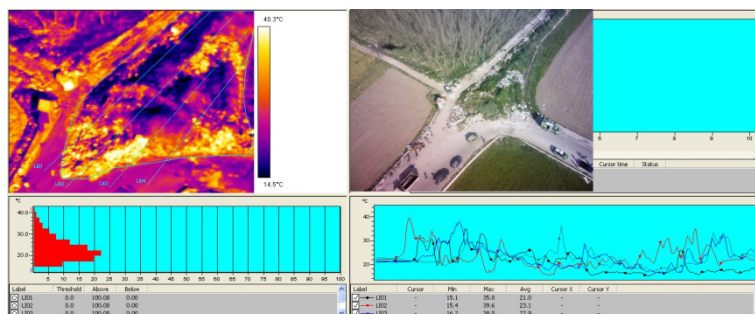 40.3°C
LI01
LI02
LI03
LI04
14.5°C
6 7 8 9 10
Cursor time Status
°C
40.0
30.0
20.0
5 10 15 20 25 30 35 40 45 50 55 60 65 70 75 80 85 90 95 100
Label Threshold Above Below
LI01 0.0 100.00 0.00
LI02 0.0 100.00 0.00
°C
40
30
20
Label Cursor Min Max Avg Cursor X Cursor Y
LI01 - 15.1 35.0 21.0 - -
LI02 - 15.4 39.6 23.1 - -